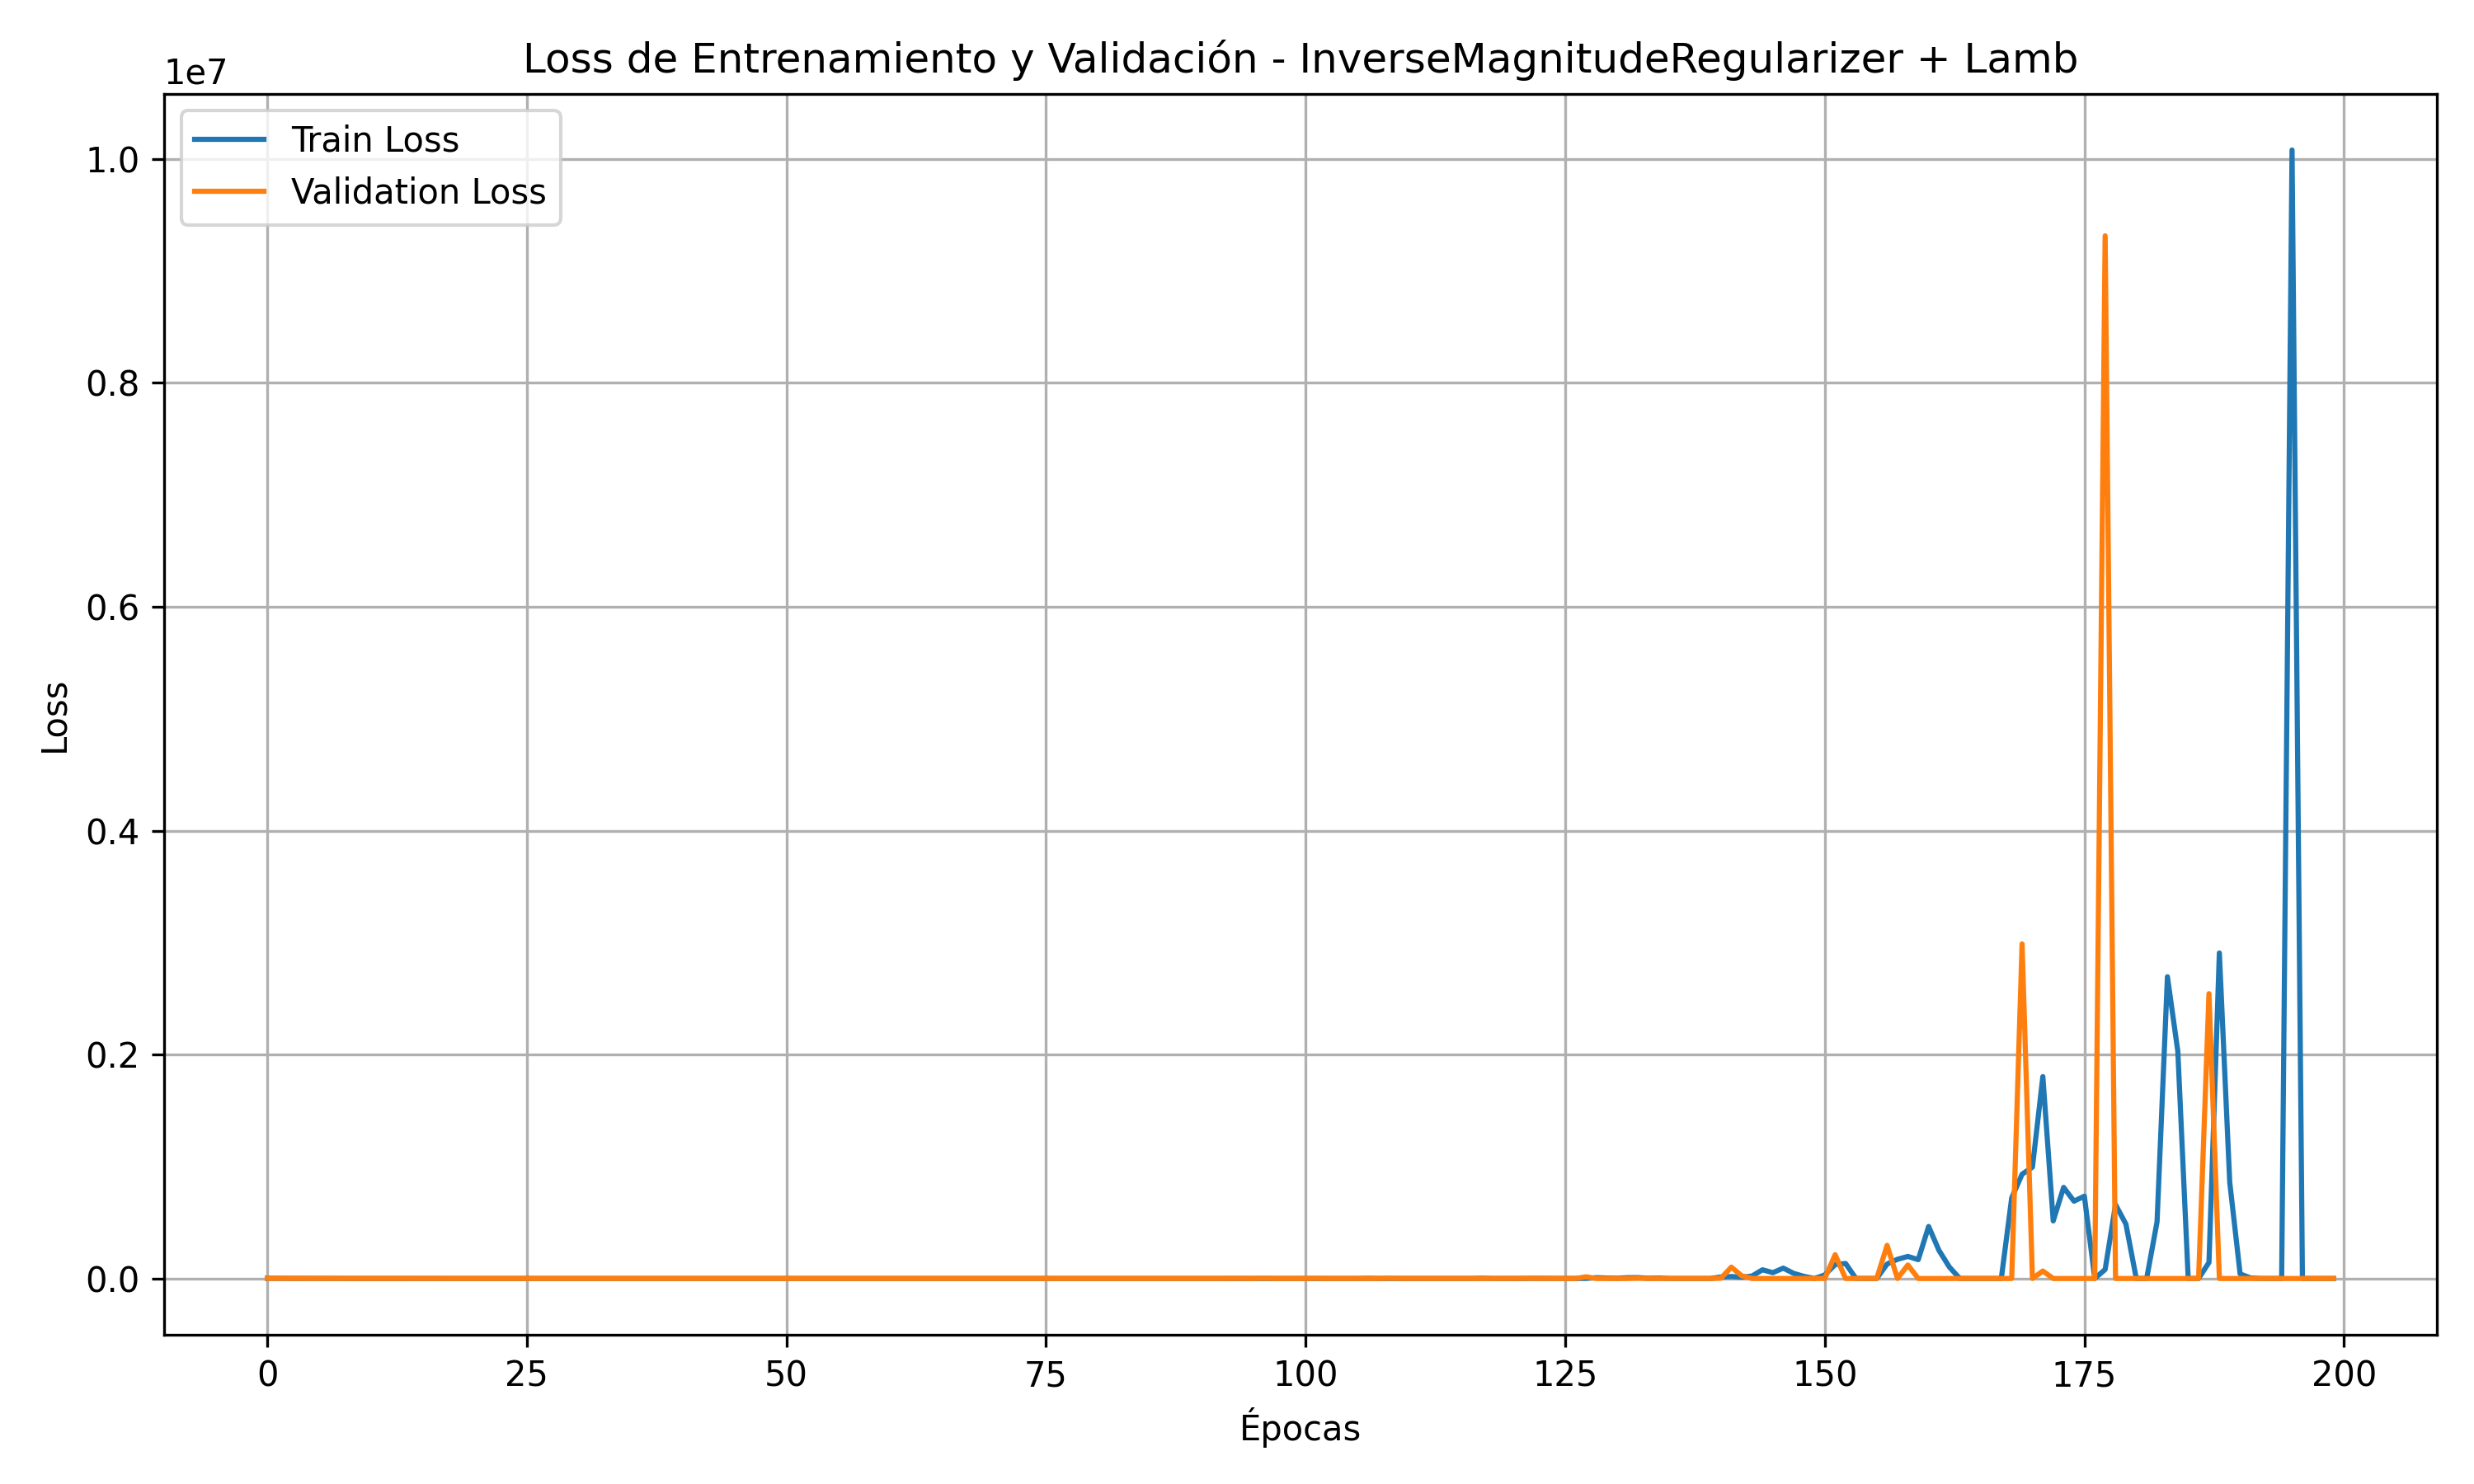 Loss de Entrenamiento y Validación - InverseMagnitudeRegularizer + Lamb
1e7
Train Loss
Validation Loss
1.0
0.8
0.6
0.4
0.2
0.0
Loss
0 25 50 75 100 125 150 175 200
Épocas